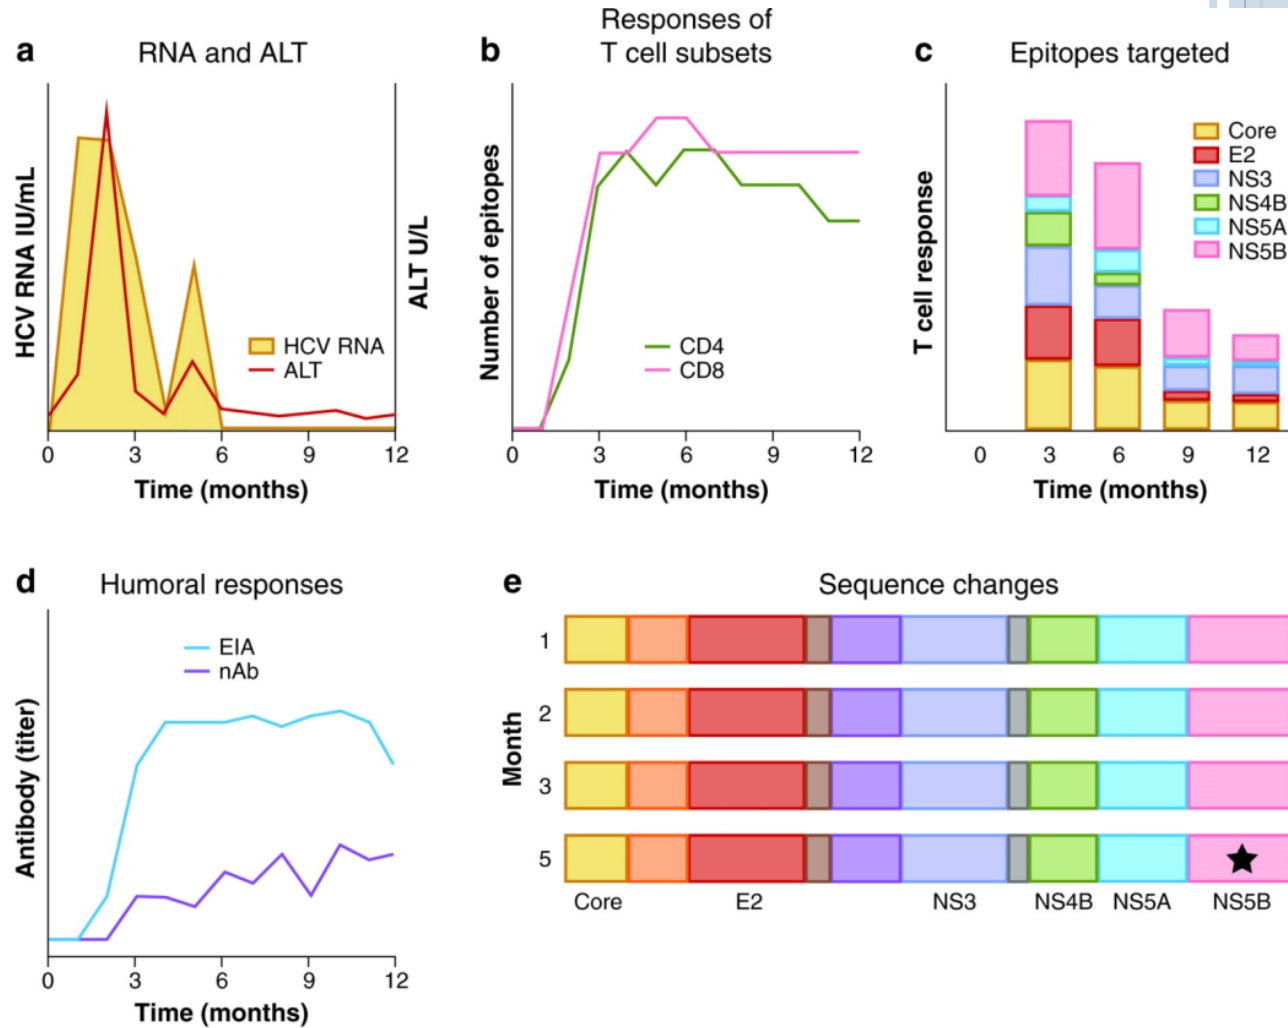 a
RNA and ALT
HCV RNA IU/mL
ALT U/L
HCV RNA
ALT
0 3 6 9 12
Time (months)
b
Responses of
T cell subsets
Number of epitopes
CD4
CD8
0 3 6 9 12
Time (months)
c
Epitopes targeted
T cell response
Core
E2
NS3
NS4B
NS5A
NS5B
0 3 6 9 12
Time (months)
d
Humoral responses
Antibody (titer)
EIA
nAb
0 3 6 9 12
Time (months)
e
Sequence changes
Month
1
2
3
5
Core E2 NS3 NS4B NS5A NS5B